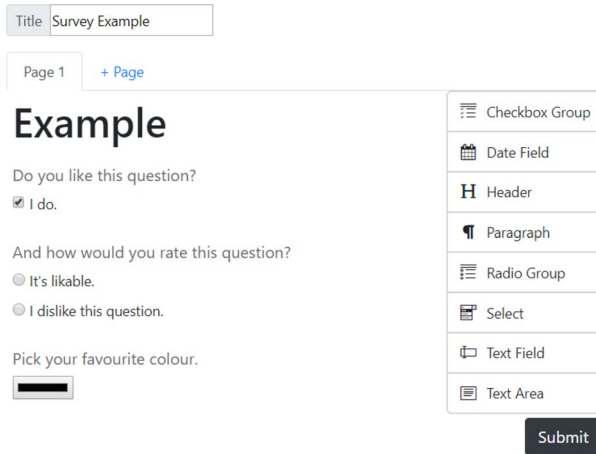 Title Survey Example
Page 1 + Page
Example
Do you like this question?
I do.
And how would you rate this question?
It's likable.
I dislike this question.
Pick your favourite colour.
Checkbox Group
Date Field
H Header
¶ Paragraph
Radio Group
Select
Text Field
Text Area
Submit